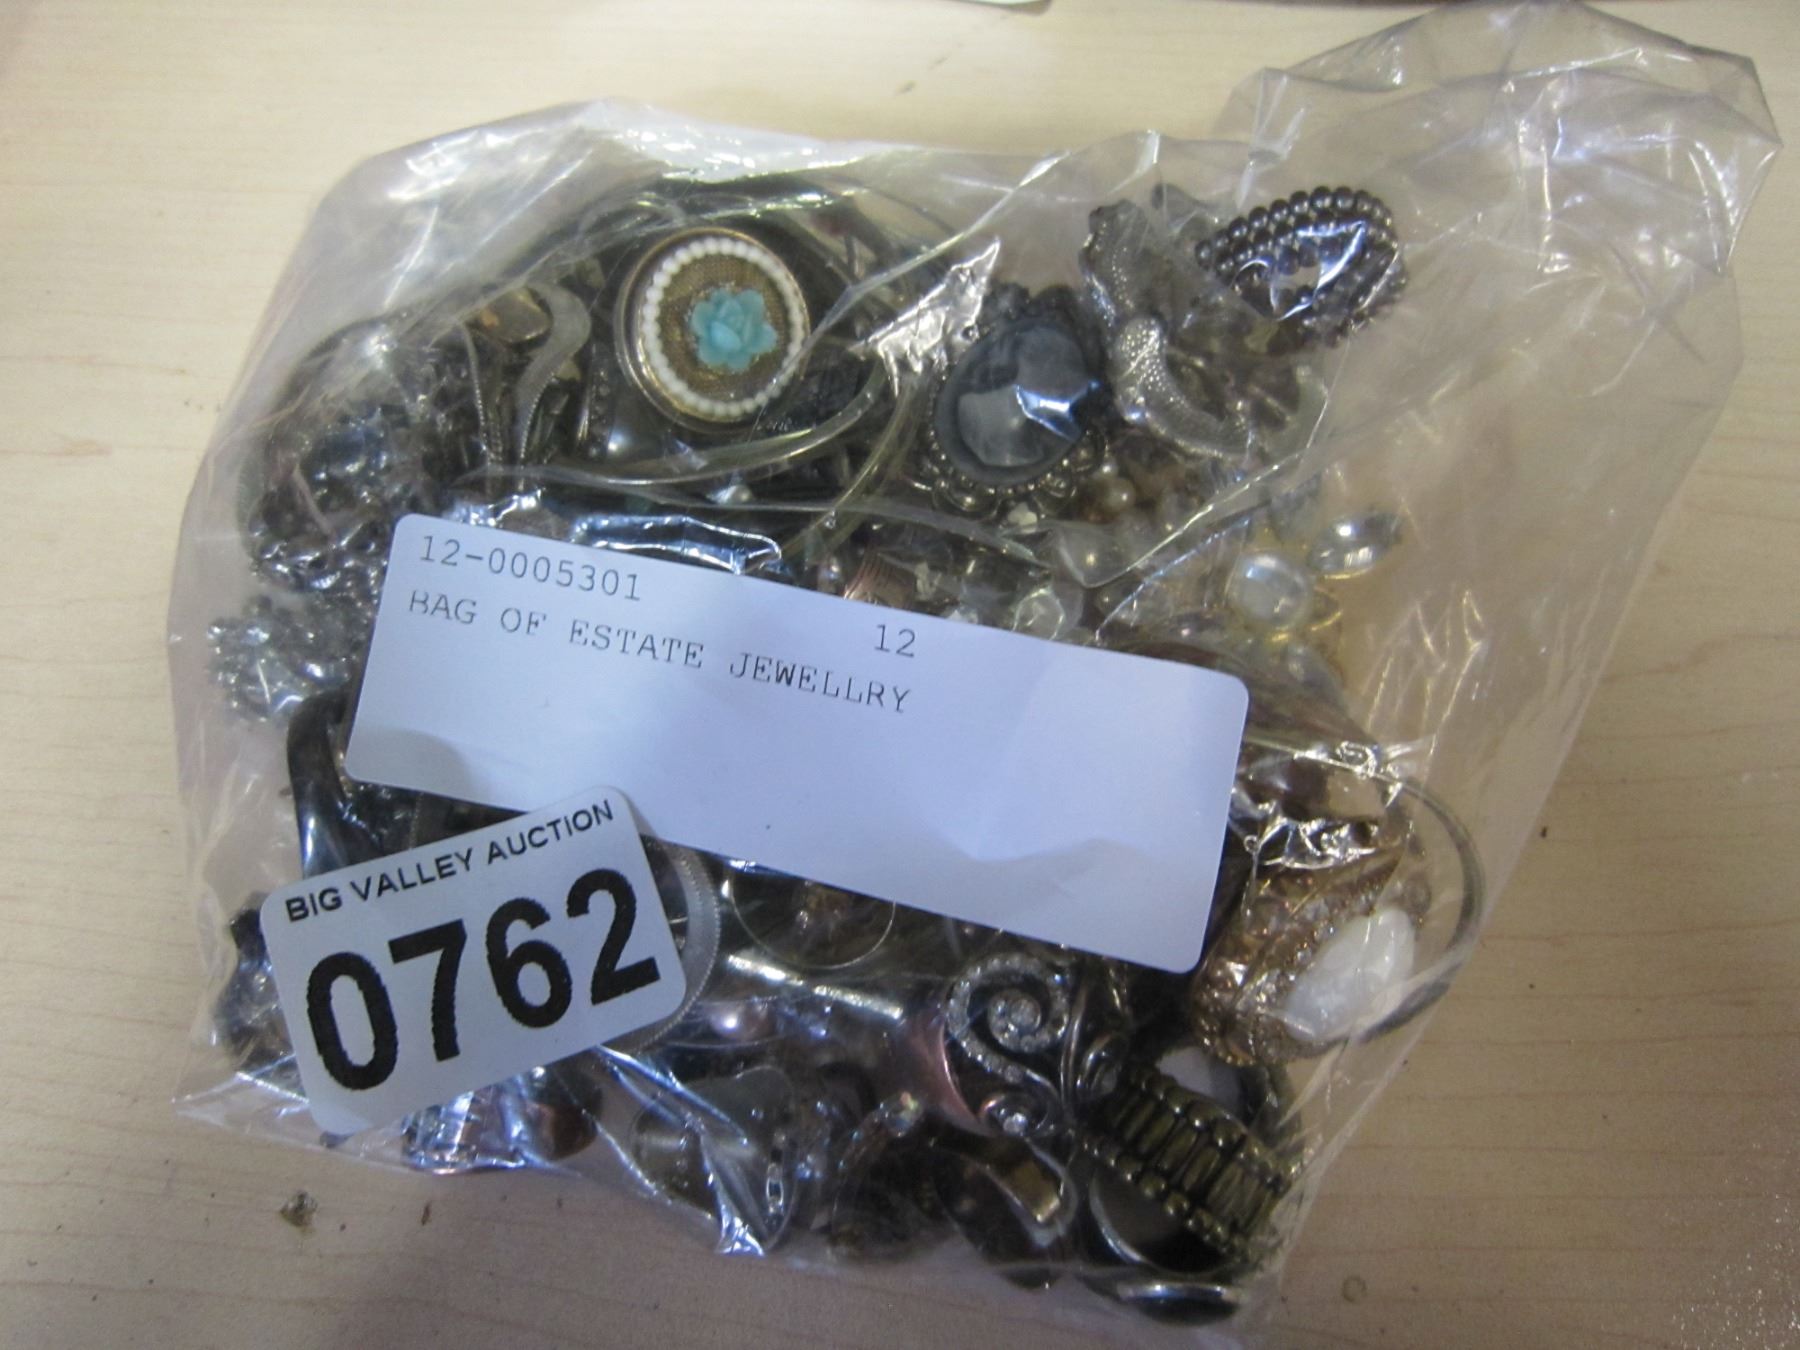 12-0005301
12
BAG OF ESTATE JEWELLRY
BIG VALLEY AUCTION
0762